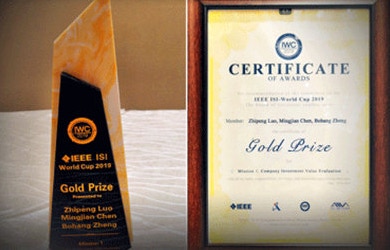 IWC
IEEE ISI
World Cup 2019
Gold Prize
Presented to
Zhipeng Luo
Mingjian Chen
Bohang Zheng
Mission 1
IWC
CERTIFICATE
OF AWARDS
IEEE ISI-World Cup 2019
Member: Zhipeng Luo, Mingjian Chen, Bohang Zheng
Gold Prize
Mission 1, Company Investment Value Evaluation
IEEE